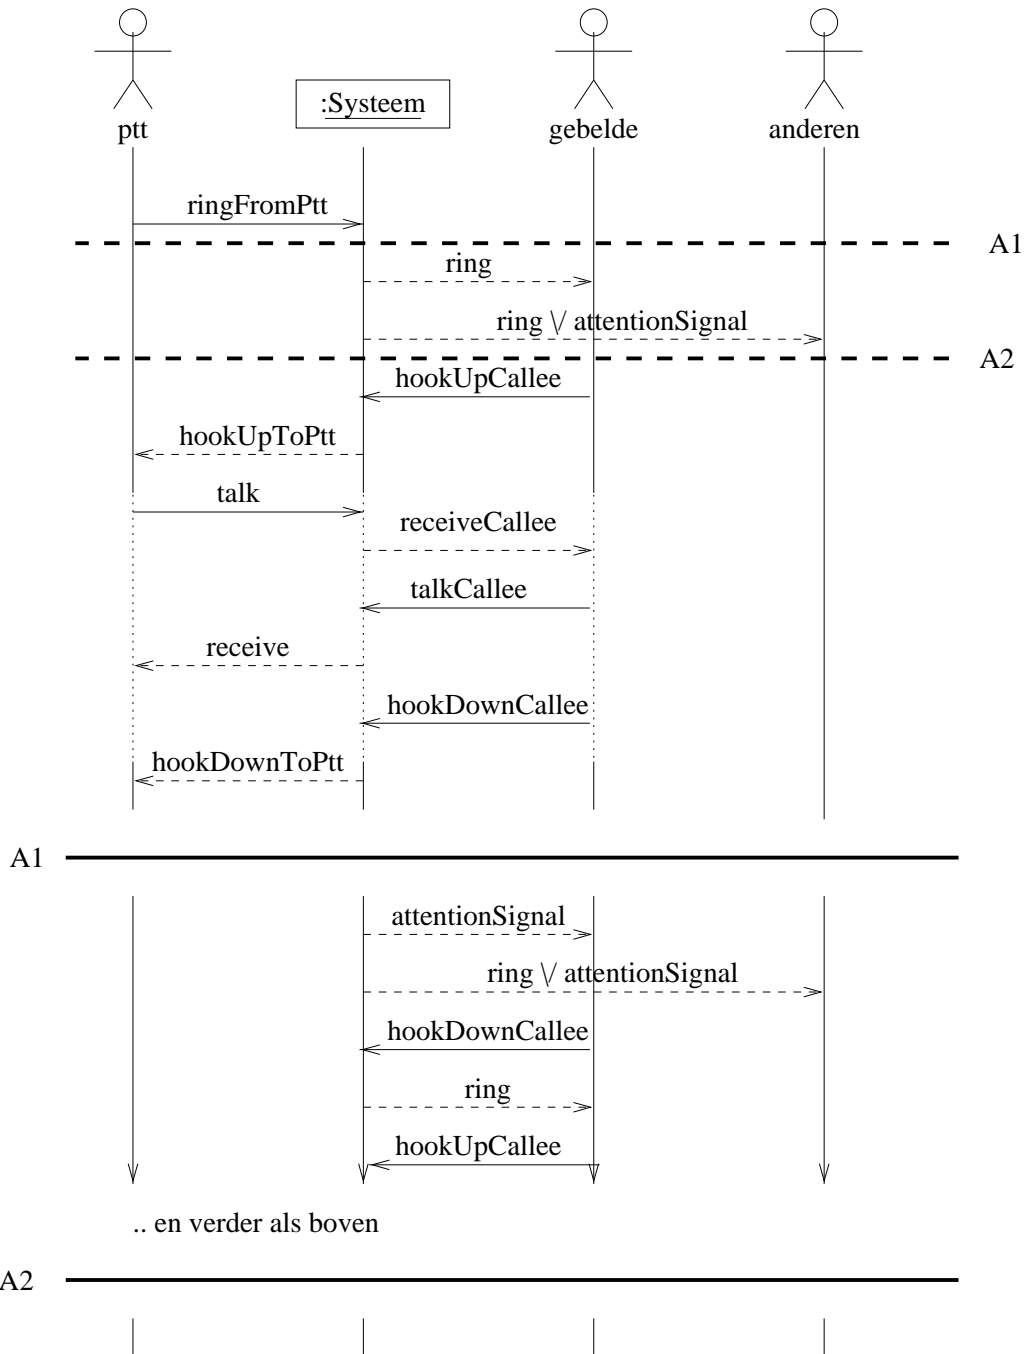 :Systeem
ptt
gebelde
anderen
ringFromPtt
A1
ring
ring \/ attentionSignal
A2
hookUpCallee
hookUpToPtt
talk
receiveCallee
talkCallee
receive
hookDownCallee
hookDownToPtt
A1
attentionSignal
ring \/ attentionSignal
hookDownCallee
ring
hookUpCallee
.. en verder als boven
A2